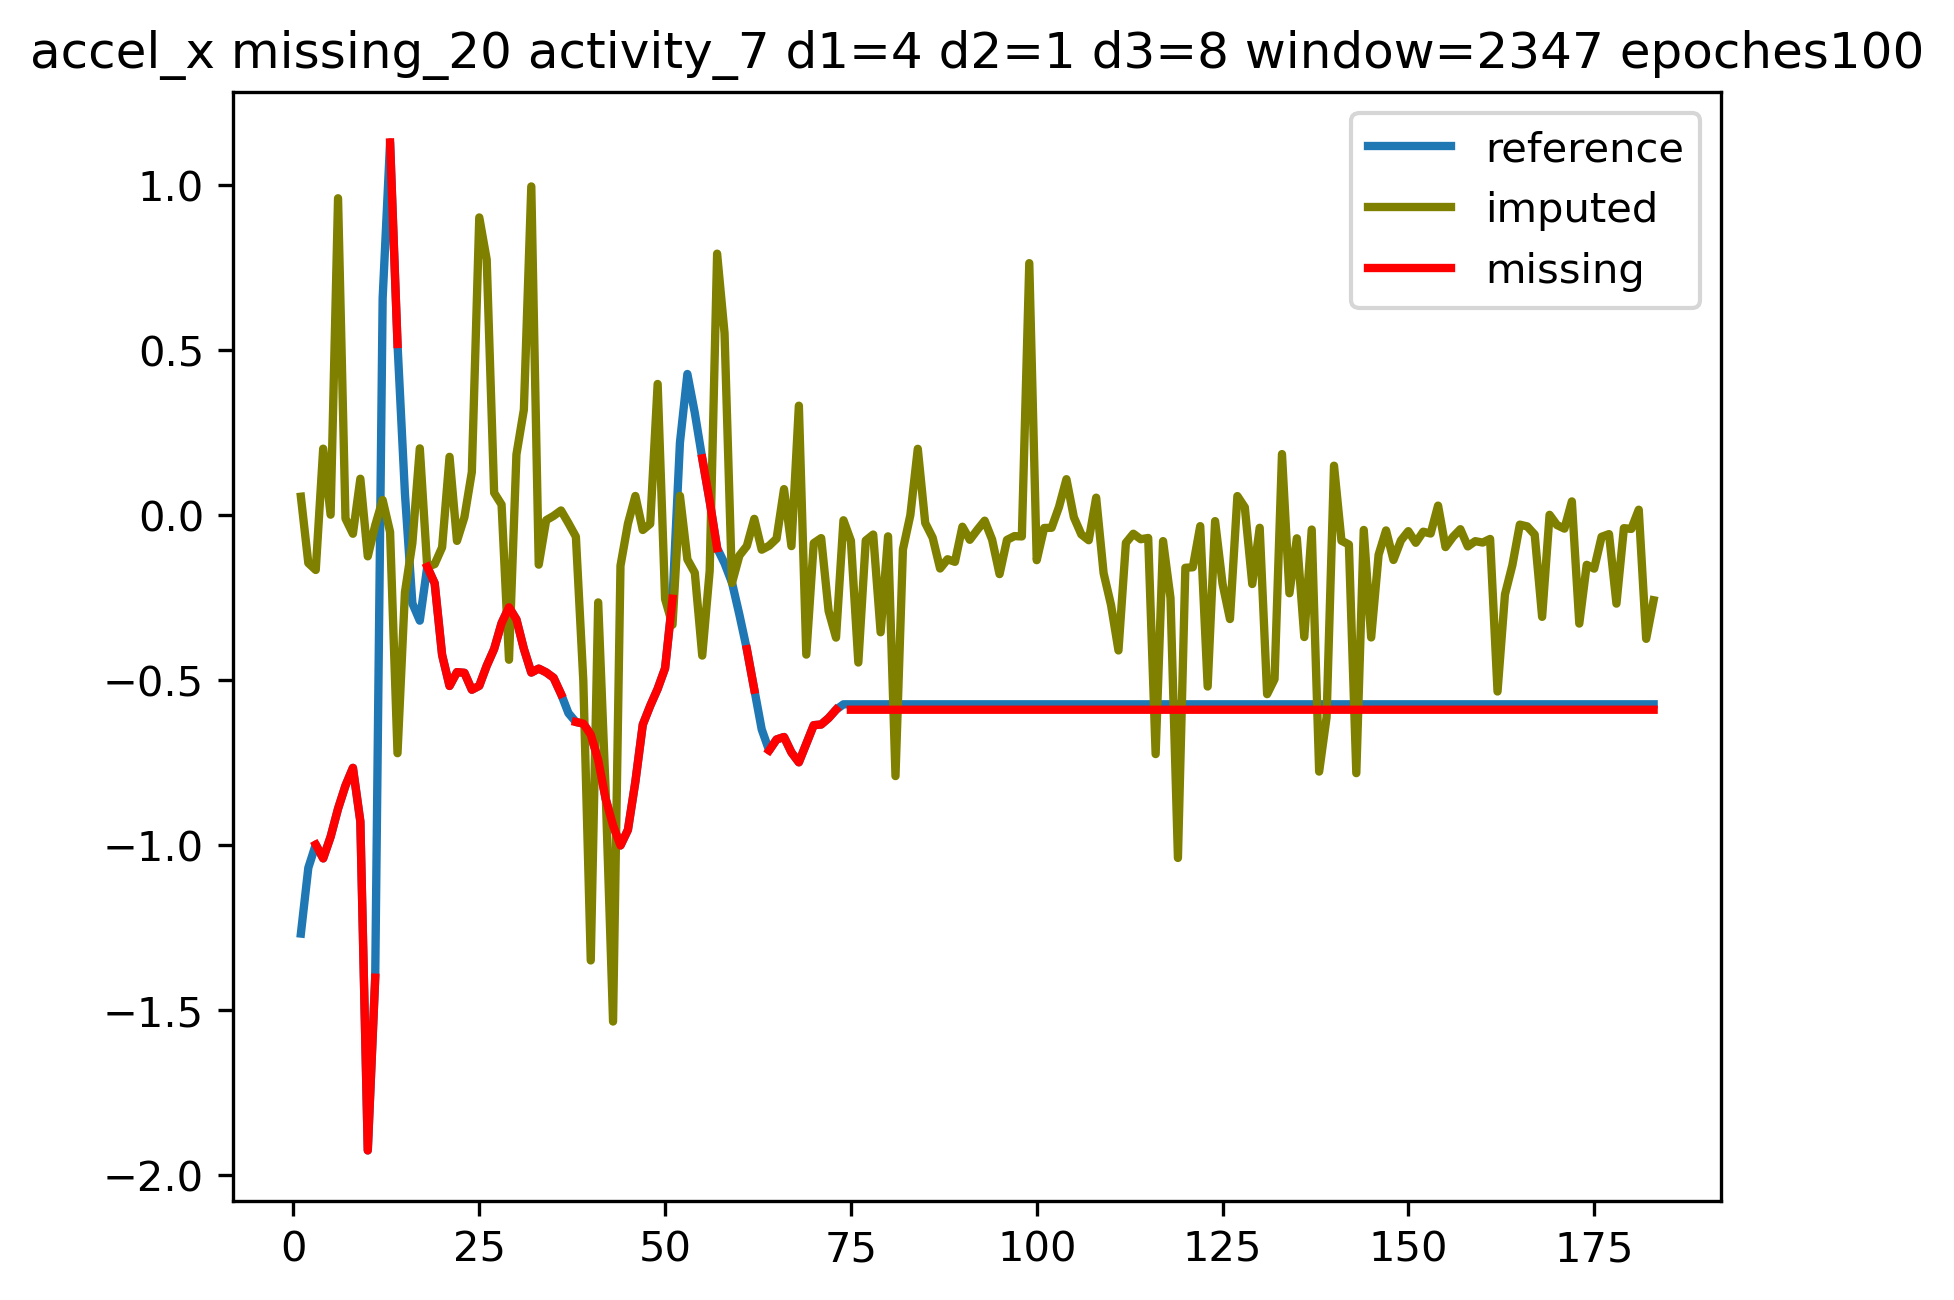 accel_x missing_20 activity_7 d1=4 d2=1 d3=8 window=2347 epoches100
reference
imputed
missing
1.0
0.5
0.0
−0.5
−1.0
−1.5
−2.0
0 25 50 75 100 125 150 175